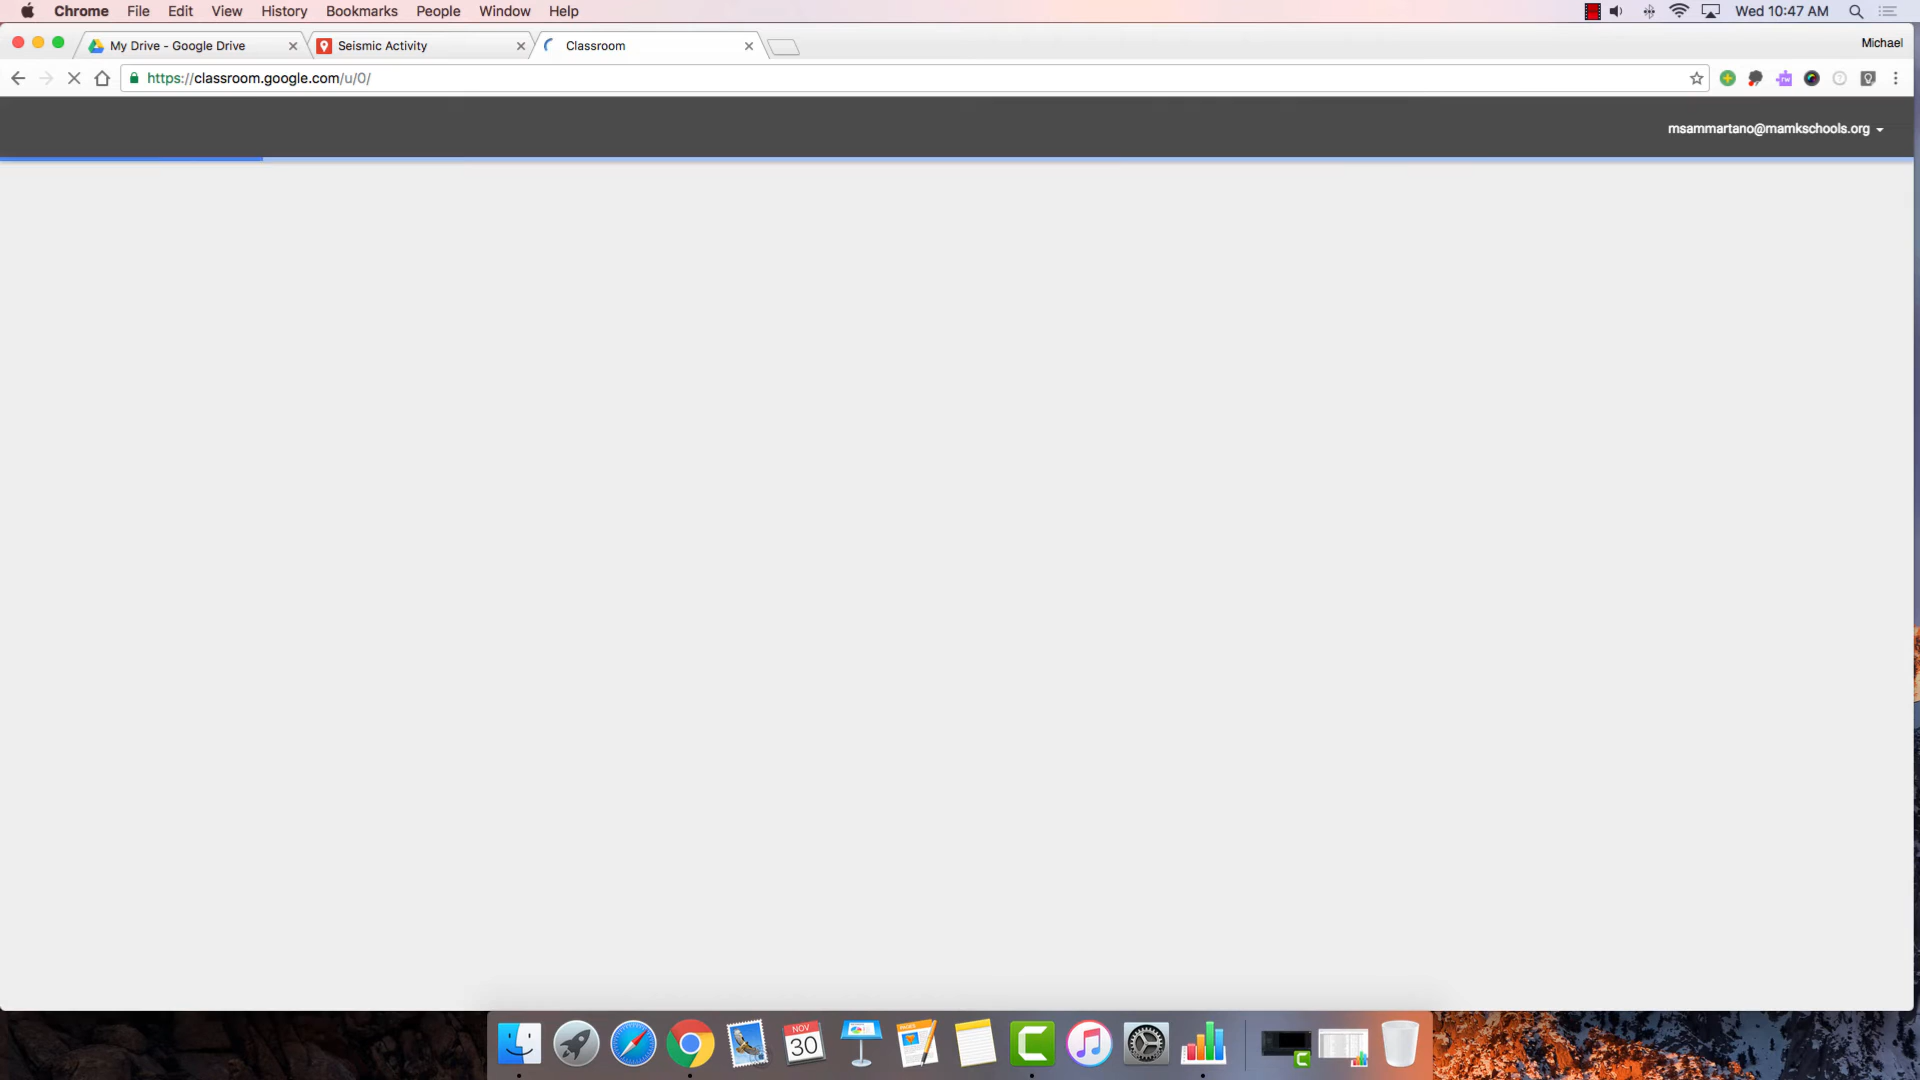 Chrome File Edit View History Bookmarks People Window Help Wed 10:47 AM
My Drive - Google Drive Seismic Activity Classroom Michael
https://classroom.google.com/u/0/
msammartano@mamkschools.org
NOV
30
PAGES